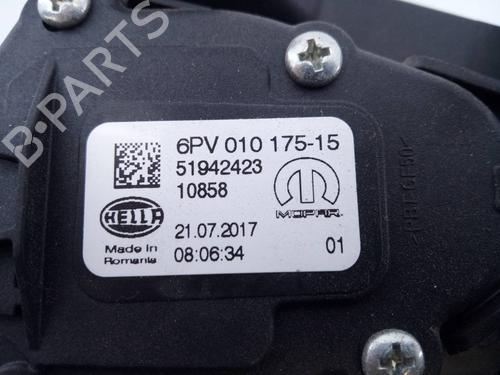 B-PARTS
6PV 010 175-15
51942423
10858
HELLA
MOPAR
Made in
Romania
21.07.2017
08:06:34
01